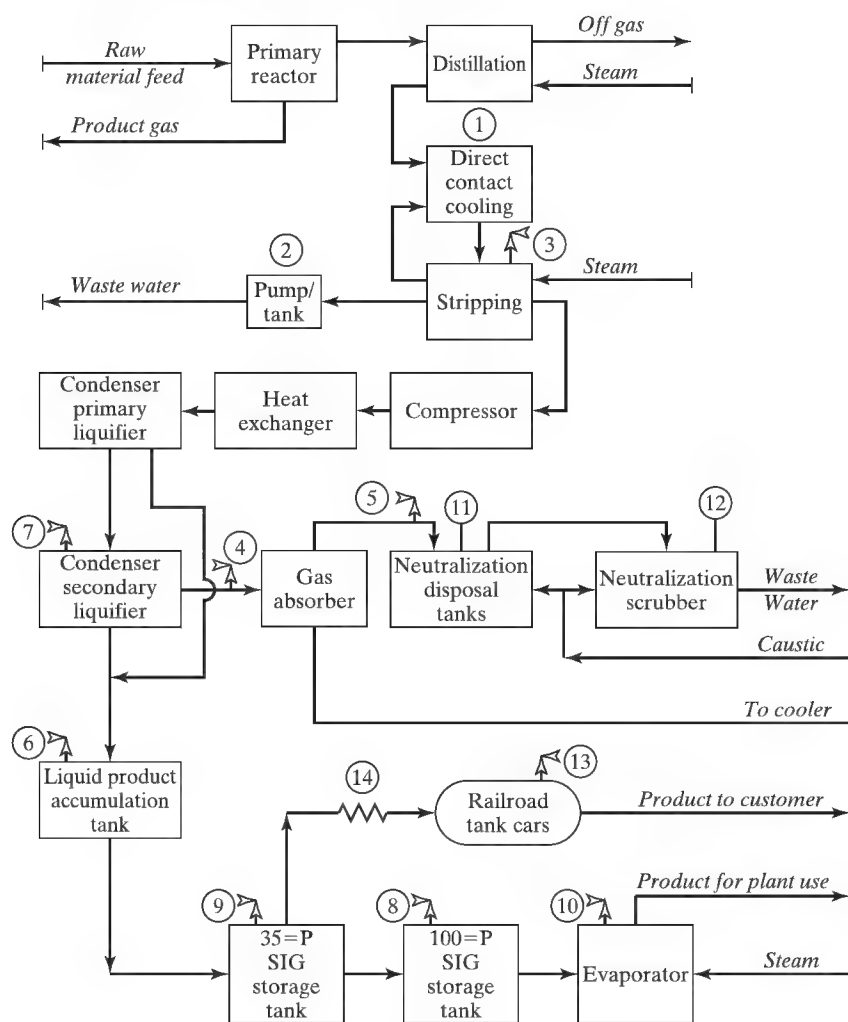 Raw
material feed
Primary
reactor
Distillation
Off gas
Steam
Product gas
1
Direct
contact
cooling
3
2
Steam
Waste water
Pump/
tank
Stripping
Condenser
primary
liquifier
Heat
exchanger
Compressor
5
11
12
7
4
Condenser
secondary
liquifier
Gas
absorber
Neutralization
disposal
tanks
Neutralization
scrubber
Waste
Water
Caustic
To cooler
6
14
13
Liquid product
accumulation
tank
Railroad
tank cars
Product to customer
9
8
10
Product for plant use
35=P
SIG
storage
tank
100=P
SIG
storage
tank
Evaporator
Steam